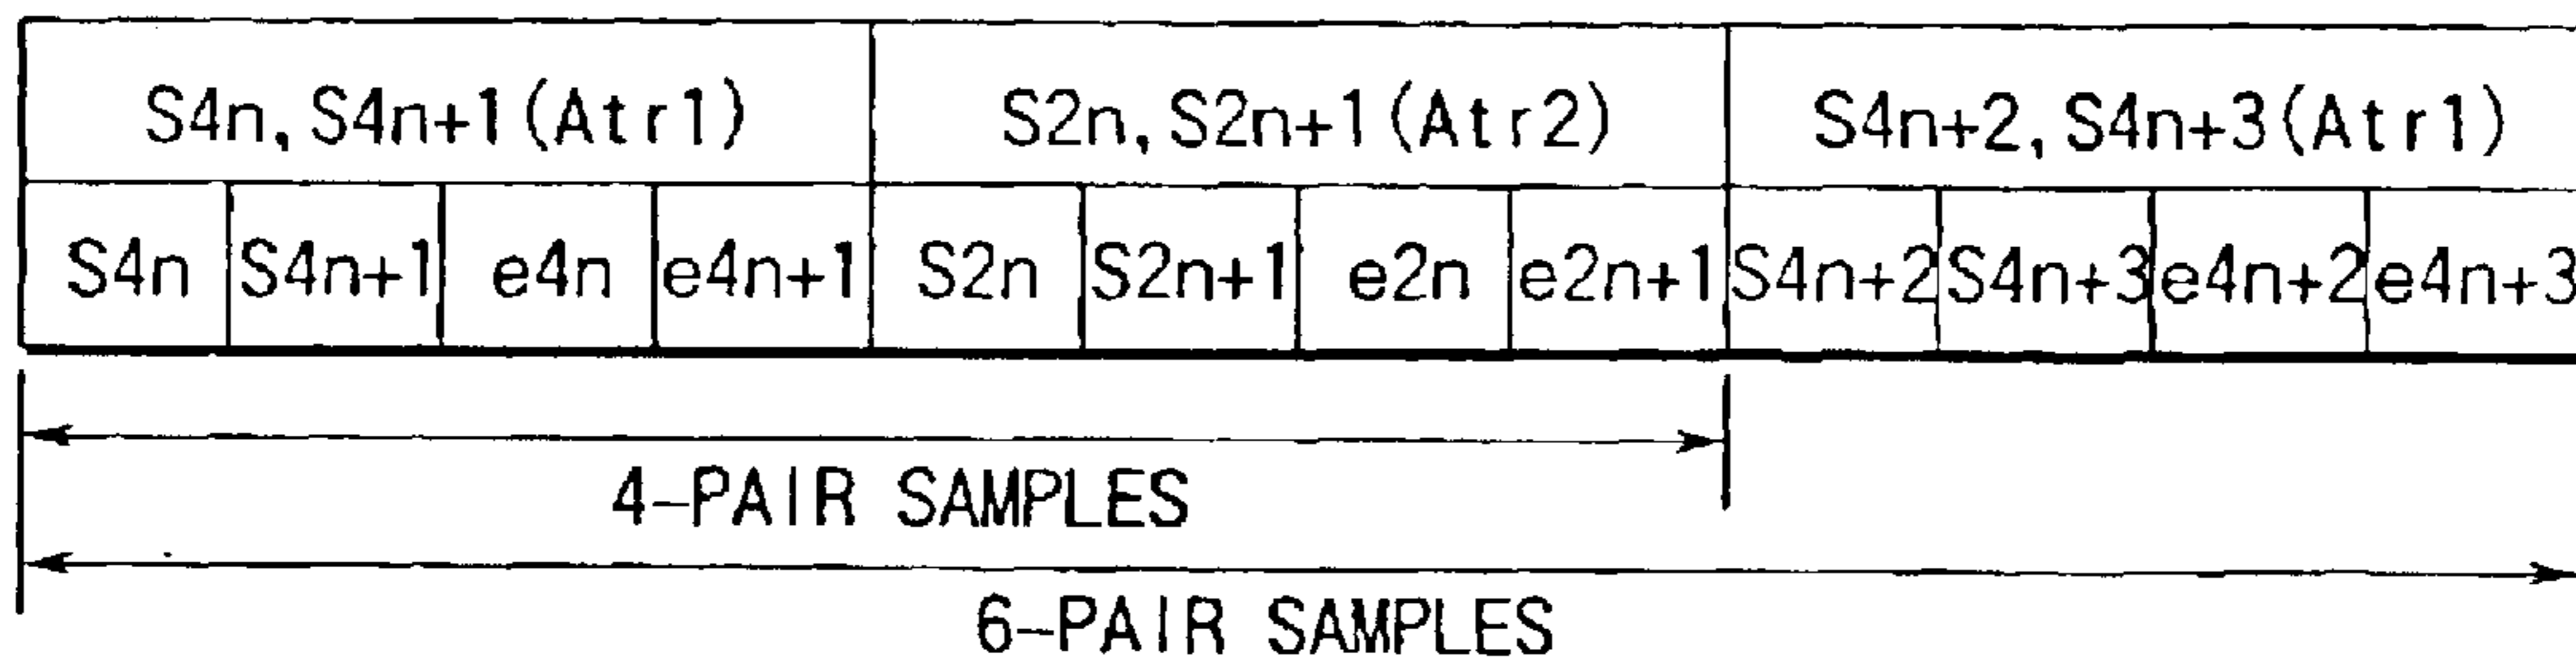 S4n, S4n+1(Atr1) S2n, S2n+1(Atr2) S4n+2, S4n+3(Atr1)
S4n S4n+1 e4n e4n+1 S2n S2n+1 e2n e2n+1 S4n+2 S4n+3 e4n+2 e4n+3
4-PAIR SAMPLES
6-PAIR SAMPLES